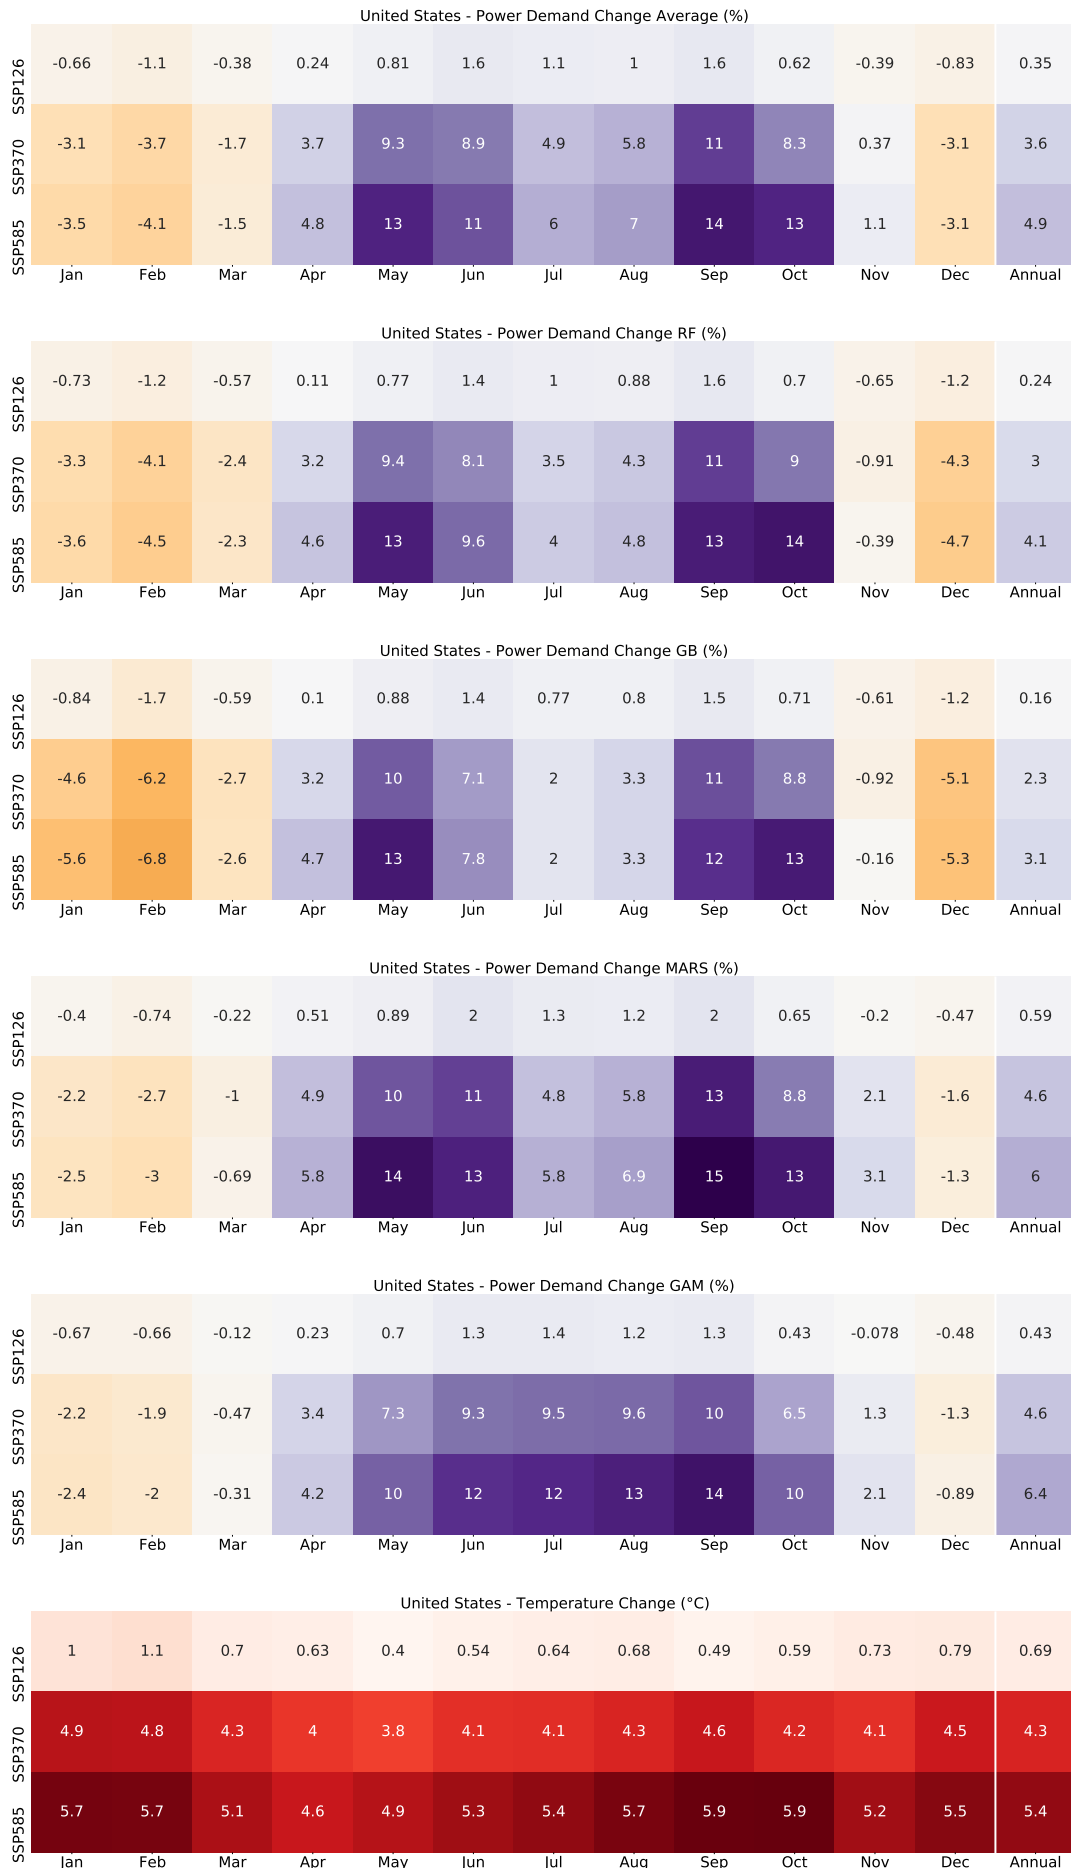 United States - Power Demand Change Average (%)
SSP126 -0.66 -1.1 -0.38 0.24 0.81 1.6 1.1 1 1.6 0.62 -0.39 -0.83 0.35
SSP370 -3.1 -3.7 -1.7 3.7 9.3 8.9 4.9 5.8 11 8.3 0.37 -3.1 3.6
SSP585 -3.5 -4.1 -1.5 4.8 13 11 6 7 14 13 1.1 -3.1 4.9
Jan Feb Mar Apr May Jun Jul Aug Sep Oct Nov Dec Annual
United States - Power Demand Change RF (%)
SSP126 -0.73 -1.2 -0.57 0.11 0.77 1.4 1 0.88 1.6 0.7 -0.65 -1.2 0.24
SSP370 -3.3 -4.1 -2.4 3.2 9.4 8.1 3.5 4.3 11 9 -0.91 -4.3 3
SSP585 -3.6 -4.5 -2.3 4.6 13 9.6 4 4.8 13 14 -0.39 -4.7 4.1
Jan Feb Mar Apr May Jun Jul Aug Sep Oct Nov Dec Annual
United States - Power Demand Change GB (%)
SSP126 -0.84 -1.7 -0.59 0.1 0.88 1.4 0.77 0.8 1.5 0.71 -0.61 -1.2 0.16
SSP370 -4.6 -6.2 -2.7 3.2 10 7.1 2 3.3 11 8.8 -0.92 -5.1 2.3
SSP585 -5.6 -6.8 -2.6 4.7 13 7.8 2 3.3 12 13 -0.16 -5.3 3.1
Jan Feb Mar Apr May Jun Jul Aug Sep Oct Nov Dec Annual
United States - Power Demand Change MARS (%)
SSP126 -0.4 -0.74 -0.22 0.51 0.89 2 1.3 1.2 2 0.65 -0.2 -0.47 0.59
SSP370 -2.2 -2.7 -1 4.9 10 11 4.8 5.8 13 8.8 2.1 -1.6 4.6
SSP585 -2.5 -3 -0.69 5.8 14 13 5.8 6.9 15 13 3.1 -1.3 6
Jan Feb Mar Apr May Jun Jul Aug Sep Oct Nov Dec Annual
United States - Power Demand Change GAM (%)
SSP126 -0.67 -0.66 -0.12 0.23 0.7 1.3 1.4 1.2 1.3 0.43 -0.078 -0.48 0.43
SSP370 -2.2 -1.9 -0.47 3.4 7.3 9.3 9.5 9.6 10 6.5 1.3 -1.3 4.6
SSP585 -2.4 -2 -0.31 4.2 10 12 12 13 14 10 2.1 -0.89 6.4
Jan Feb Mar Apr May Jun Jul Aug Sep Oct Nov Dec Annual
United States - Temperature Change (°C)
SSP126 1 1.1 0.7 0.63 0.4 0.54 0.64 0.68 0.49 0.59 0.73 0.79 0.69
SSP370 4.9 4.8 4.3 4 3.8 4.1 4.1 4.3 4.6 4.2 4.1 4.5 4.3
SSP585 5.7 5.7 5.1 4.6 4.9 5.3 5.4 5.7 5.9 5.9 5.2 5.5 5.4
Jan Feb Mar Apr May Jun Jul Aug Sep Oct Nov Dec Annual